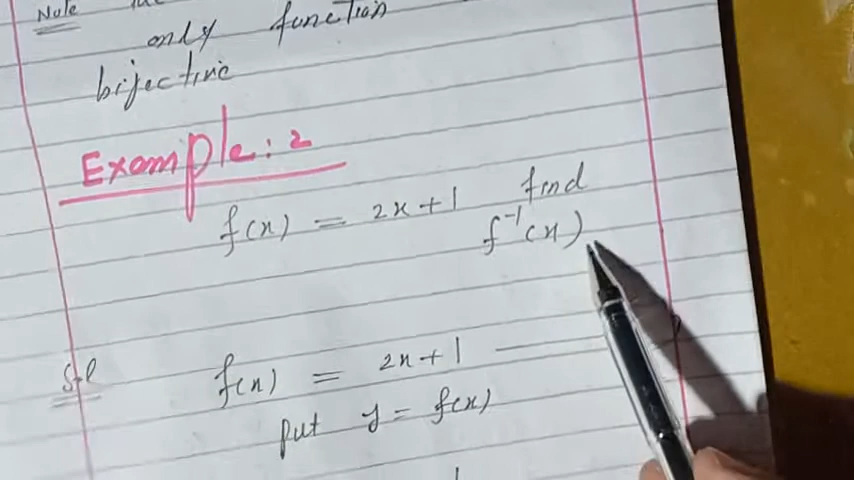 Note
only function
bijective
Example: 2
f(x) = 2x+1 find
f⁻¹(x)
Sol
f(x) = 2x+1
put y = f(x)